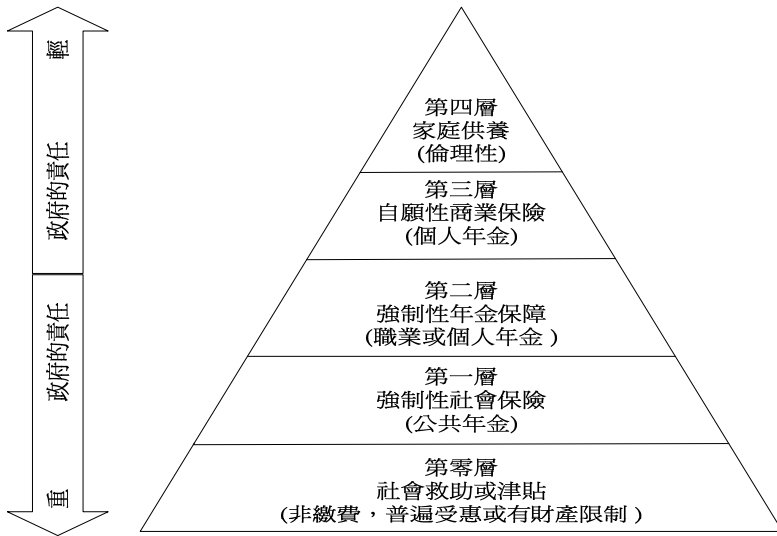 輕
政府的責任
政府的責任
重
第四層
家庭供養
(倫理性)
第三層
自願性商業保險
(個人年金)
第二層
強制性年金保障
(職業或個人年金)
第一層
強制性社會保險
(公共年金)
第零層
社會救助或津貼
(非繳費，普遍受惠或有財產限制)